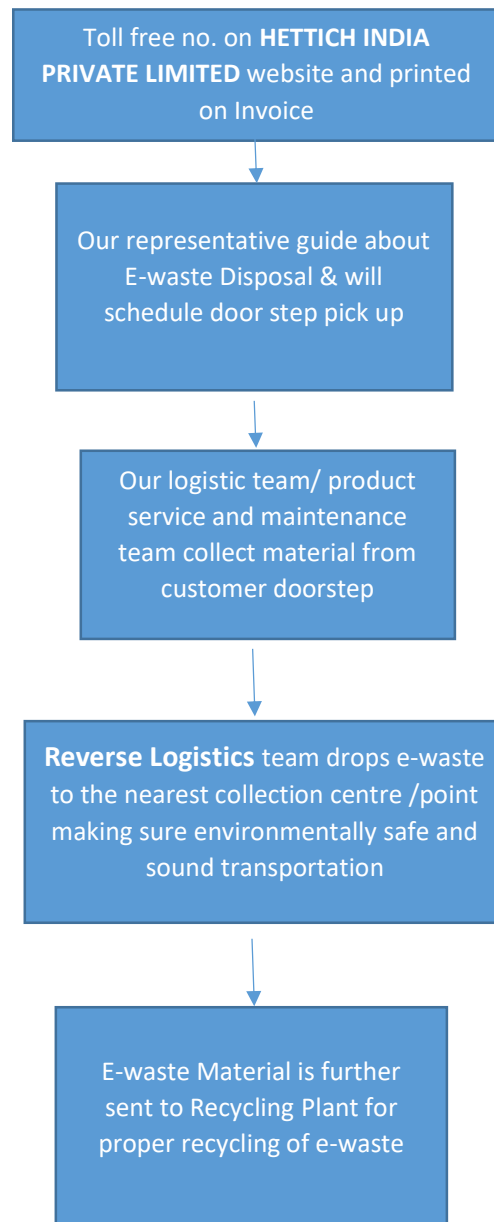 Toll free no. on HETTICH INDIA
PRIVATE LIMITED website and printed
on Invoice
Our representative guide about
E-waste Disposal & will
schedule door step pick up
Our logistic team/ product
service and maintenance
team collect material from
customer doorstep
Reverse Logistics team drops e-waste
to the nearest collection centre /point
making sure environmentally safe and
sound transportation
E-waste Material is further
sent to Recycling Plant for
proper recycling of e-waste